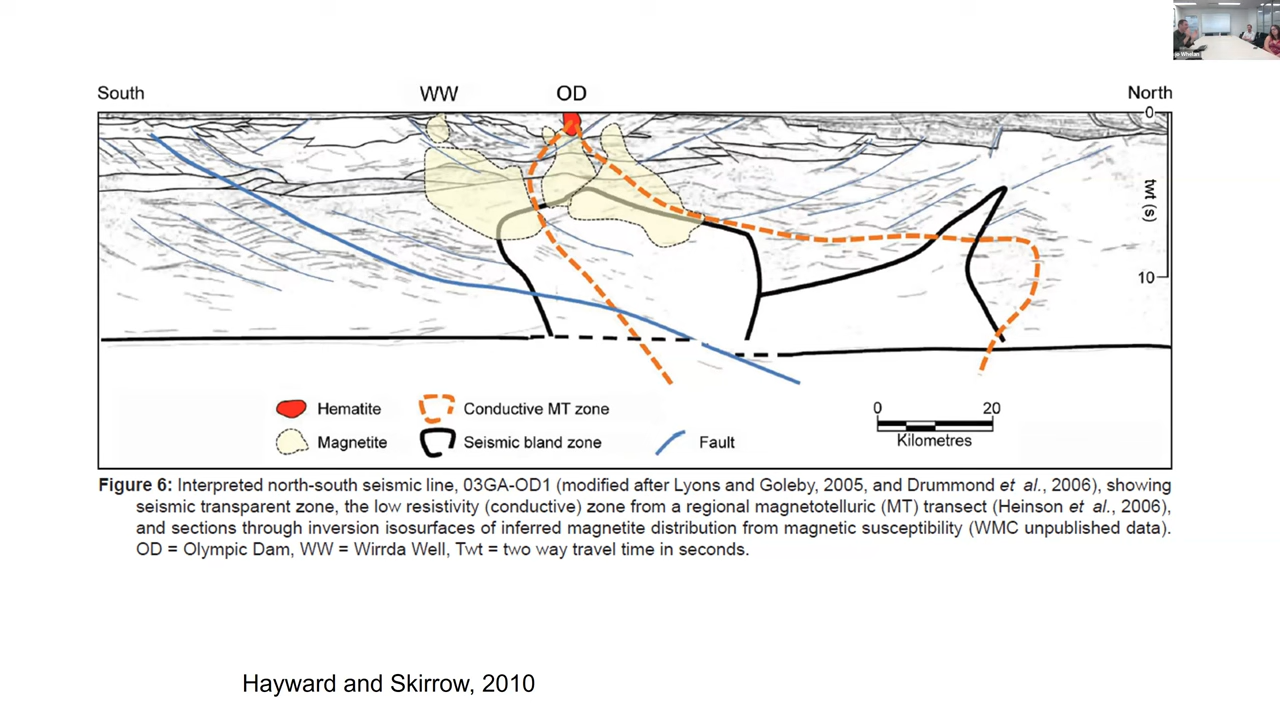 South WW OD North
0
twt (s)
10
Hematite Conductive MT zone 0 20
Magnetite Seismic bland zone Fault Kilometres
Figure 6: Interpreted north-south seismic line, 03GA-OD1 (modified after Lyons and Goleby, 2005, and Drummond et al., 2006), showing
seismic transparent zone, the low resistivity (conductive) zone from a regional magnetotelluric (MT) transect (Heinson et al., 2006),
and sections through inversion isosurfaces of inferred magnetite distribution from magnetic susceptibility (WMC unpublished data).
OD = Olympic Dam, WW = Wirrda Well, Twt = two way travel time in seconds.
Hayward and Skirrow, 2010